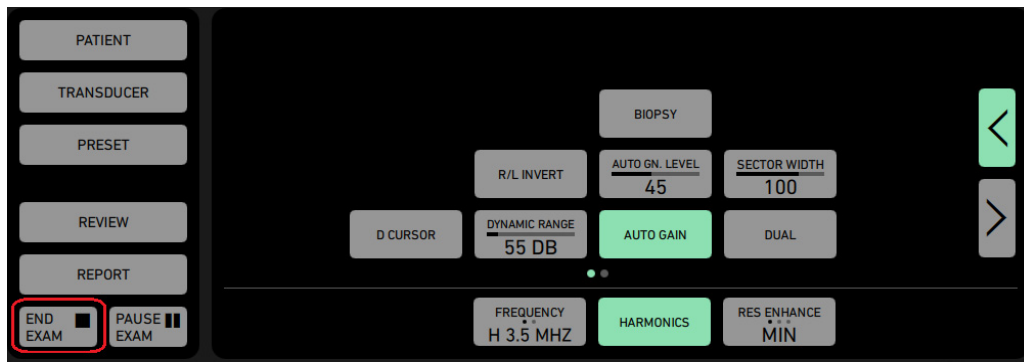 PATIENT
TRANSDUCER
PRESET
REVIEW
REPORT
END
EXAM
PAUSE
EXAM
BIOPSY
R/L INVERT
AUTO GN. LEVEL
45
SECTOR WIDTH
100
D CURSOR
DYNAMIC RANGE
55 DB
AUTO GAIN
DUAL
FREQUENCY
H 3.5 MHZ
HARMONICS
RES ENHANCE
MIN